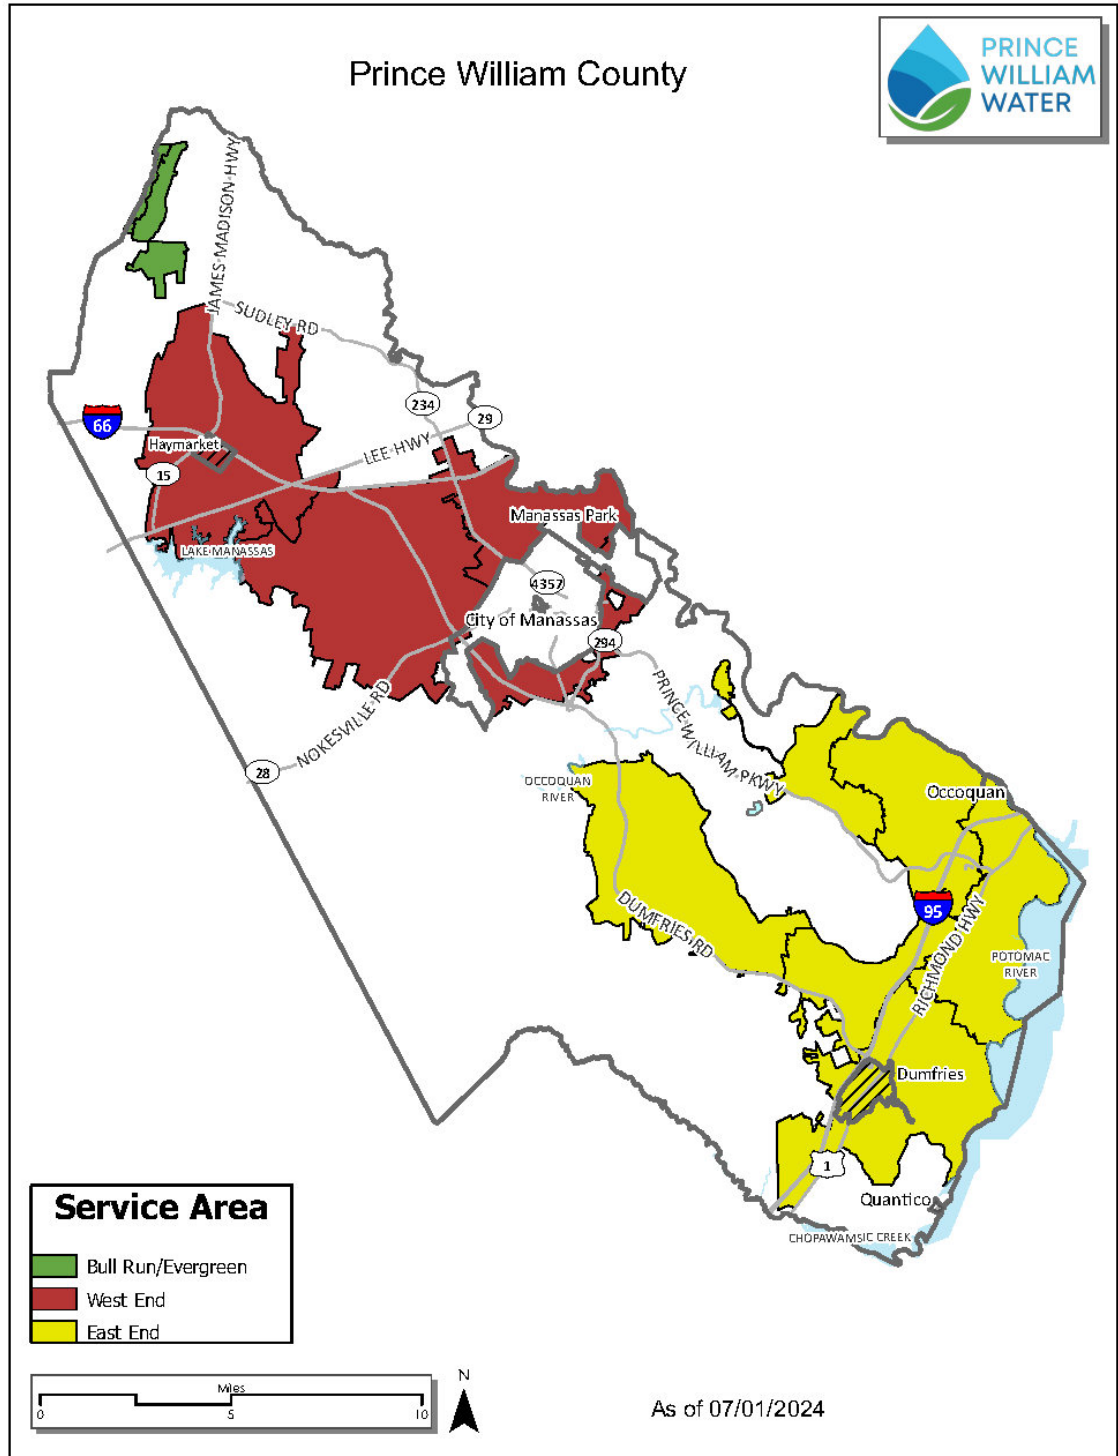 Prince William County
PRINCE
WILLIAM
WATER
JAMES MADISON HWY
SUDLEY RD
234
29
66
LEE HWY
Haymarket
15
Manassas Park
LAKE MANASSAS
4357
City of Manassas
294
NOKESVILLE RD
PRINCE WILLIAM PKWY
28
OCCOQUAN
RIVER
Occoquan
95
DUMFRIES RD
RICHMOND HWY
POTOMAC
RIVER
Dumfries
1
Quantico
CHOPAWAMSIC CREEK
Service Area
Bull Run/Evergreen
West End
East End
Miles
0 5 10
N
As of 07/01/2024